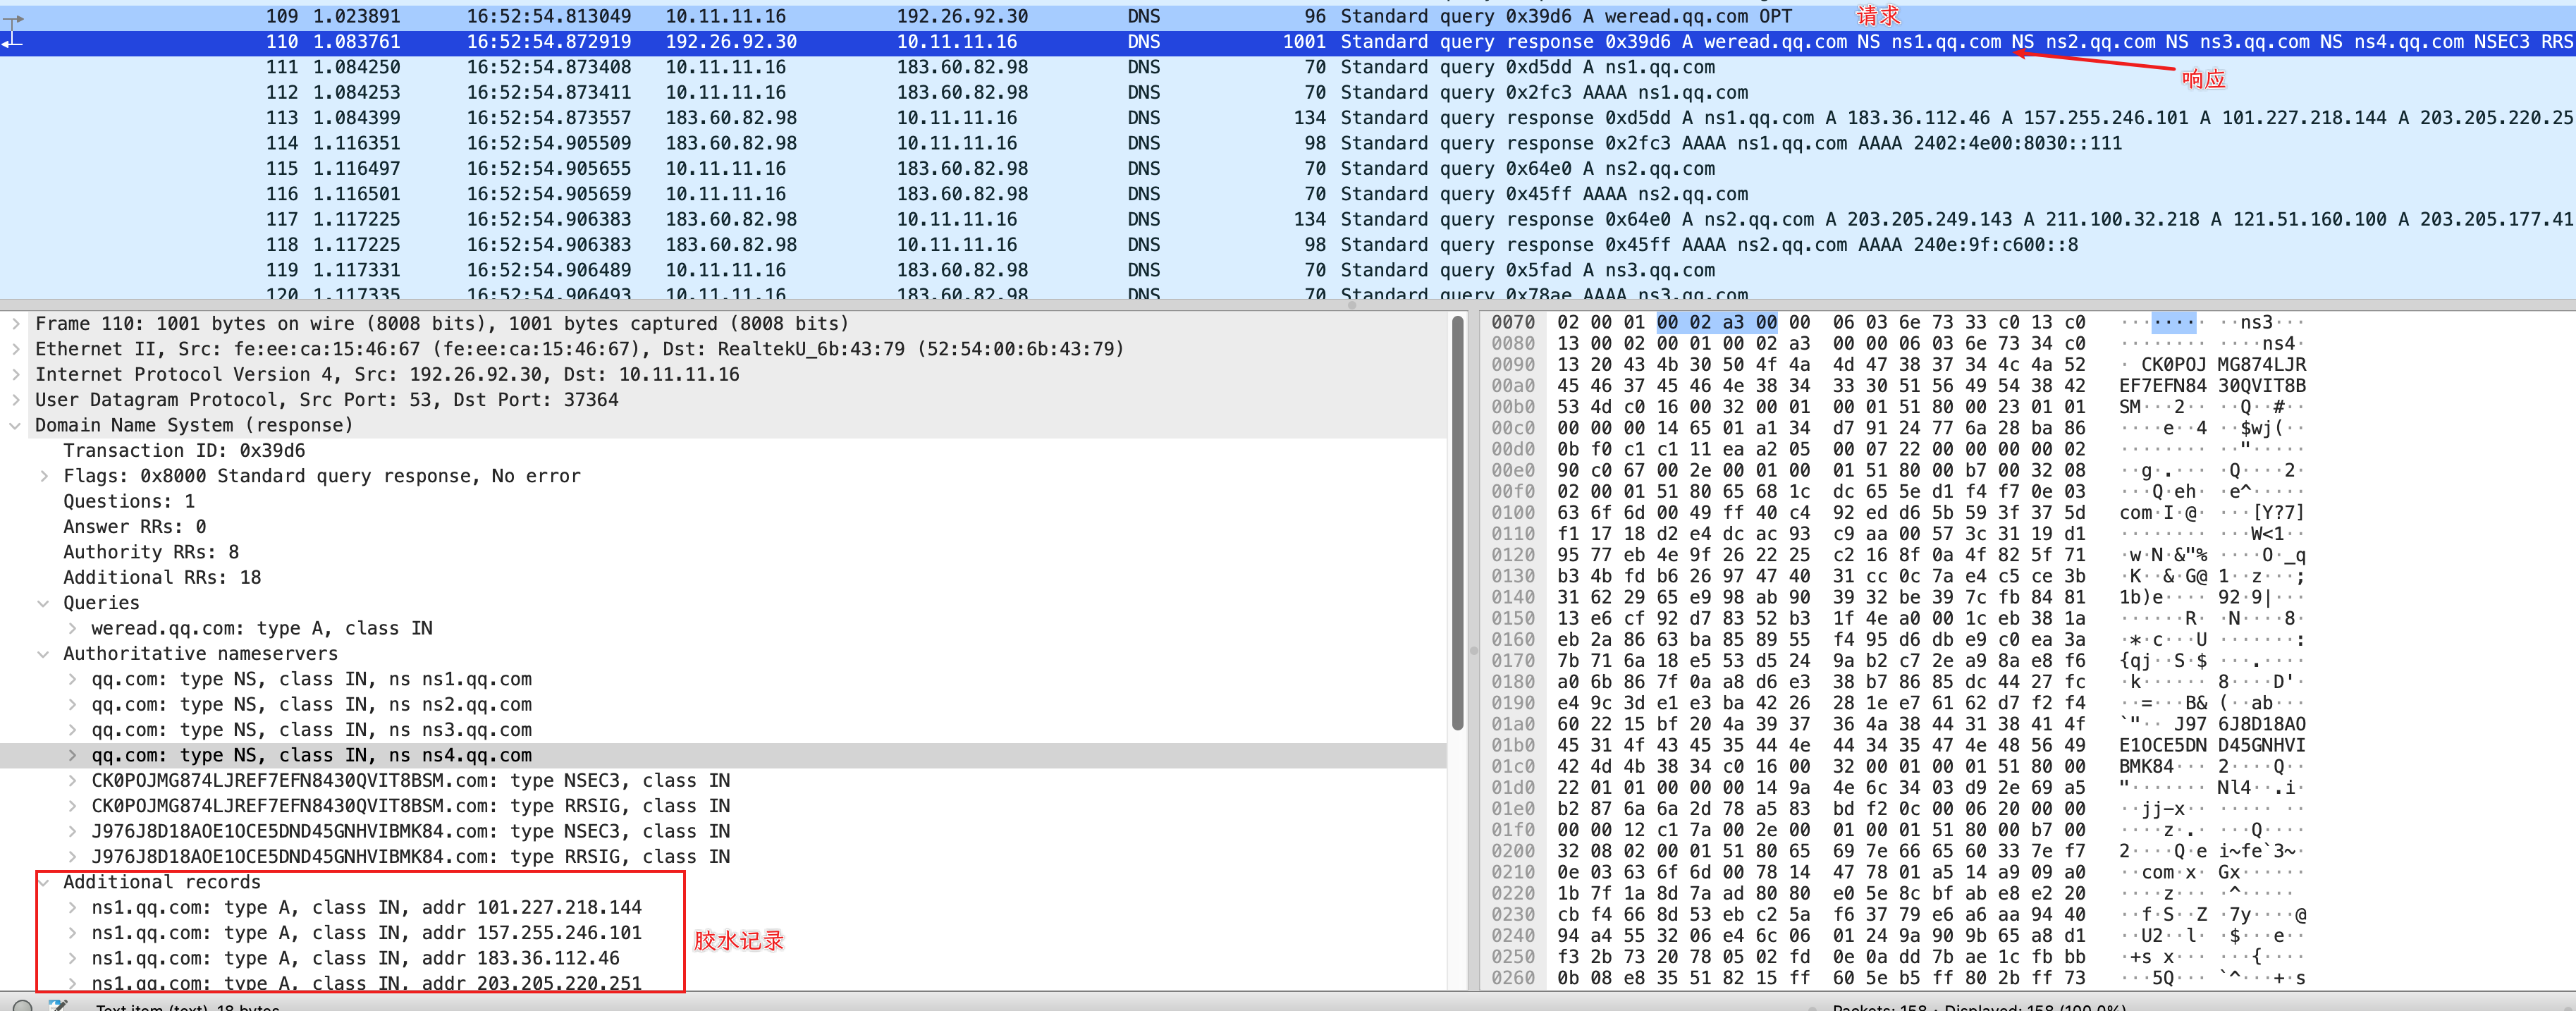 109 1.023891 16:52:54.813049 10.11.11.16 192.26.92.30 DNS 96 Standard query 0x39d6 A weread.qq.com OPT 请求
110 1.083761 16:52:54.872919 192.26.92.30 10.11.11.16 DNS 1001 Standard query response 0x39d6 A weread.qq.com NS ns1.qq.com NS ns2.qq.com NS ns3.qq.com NS ns4.qq.com NSEC3 RRS
111 1.084250 16:52:54.873408 10.11.11.16 183.60.82.98 DNS 70 Standard query 0xd5dd A ns1.qq.com
响应
112 1.084253 16:52:54.873411 10.11.11.16 183.60.82.98 DNS 70 Standard query 0x2fc3 AAAA ns1.qq.com
113 1.084399 16:52:54.873557 183.60.82.98 10.11.11.16 DNS 134 Standard query response 0xd5dd A ns1.qq.com A 183.36.112.46 A 157.255.246.101 A 101.227.218.144 A 203.205.220.25
114 1.116351 16:52:54.905509 183.60.82.98 10.11.11.16 DNS 98 Standard query response 0x2fc3 AAAA ns1.qq.com AAAA 2402:4e00:8030::111
115 1.116497 16:52:54.905655 10.11.11.16 183.60.82.98 DNS 70 Standard query 0x64e0 A ns2.qq.com
116 1.116501 16:52:54.905659 10.11.11.16 183.60.82.98 DNS 70 Standard query 0x45ff AAAA ns2.qq.com
117 1.117225 16:52:54.906383 183.60.82.98 10.11.11.16 DNS 134 Standard query response 0x64e0 A ns2.qq.com A 203.205.249.143 A 211.100.32.218 A 121.51.160.100 A 203.205.177.41
118 1.117225 16:52:54.906383 183.60.82.98 10.11.11.16 DNS 98 Standard query response 0x45ff AAAA ns2.qq.com AAAA 240e:9f:c600::8
119 1.117331 16:52:54.906489 10.11.11.16 183.60.82.98 DNS 70 Standard query 0x5fad A ns3.qq.com
120 1.117335 16:52:54.906493 10.11.11.16 183.60.82.98 DNS 70 Standard query 0x78ae AAAA ns3.qq.com
Frame 110: 1001 bytes on wire (8008 bits), 1001 bytes captured (8008 bits)
Ethernet II, Src: fe:ee:ca:15:46:67 (fe:ee:ca:15:46:67), Dst: RealtekU_6b:43:79 (52:54:00:6b:43:79)
Internet Protocol Version 4, Src: 192.26.92.30, Dst: 10.11.11.16
User Datagram Protocol, Src Port: 53, Dst Port: 37364
Domain Name System (response)
Transaction ID: 0x39d6
Flags: 0x8000 Standard query response, No error
Questions: 1
Answer RRs: 0
Authority RRs: 8
Additional RRs: 18
Queries
weread.qq.com: type A, class IN
Authoritative nameservers
qq.com: type NS, class IN, ns ns1.qq.com
qq.com: type NS, class IN, ns ns2.qq.com
qq.com: type NS, class IN, ns ns3.qq.com
qq.com: type NS, class IN, ns ns4.qq.com
CK0POJMG874LJREF7EFN8430QVIT8BSM.com: type NSEC3, class IN
CK0POJMG874LJREF7EFN8430QVIT8BSM.com: type RRSIG, class IN
J976J8D18AOE1OCE5DND45GNHVIBMK84.com: type NSEC3, class IN
J976J8D18AOE1OCE5DND45GNHVIBMK84.com: type RRSIG, class IN
Additional records
ns1.qq.com: type A, class IN, addr 101.227.218.144
ns1.qq.com: type A, class IN, addr 157.255.246.101
胶水记录
ns1.qq.com: type A, class IN, addr 183.36.112.46
ns1.qq.com: type A, class IN, addr 203.205.220.251
0070 02 00 01 00 02 a3 00 00 06 03 6e 73 33 c0 13 c0 ········ ··ns3···
0080 13 00 02 00 01 00 02 a3 00 00 06 03 6e 73 34 c0 ········ ····ns4·
0090 13 20 43 4b 30 50 4f 4a 4d 47 38 37 34 4c 4a 52 · CK0POJ MG874LJR
00a0 45 46 37 45 46 4e 38 34 33 30 51 56 49 54 38 42 EF7EFN84 30QVIT8B
00b0 53 4d c0 16 00 32 00 01 00 01 51 80 00 23 01 01 SM···2·· ··Q··#··
00c0 00 00 00 14 65 01 a1 34 d7 91 24 77 6a 28 ba 86 ····e··4 ··$wj(··
00d0 0b f0 c1 c1 11 ea a2 05 00 07 22 00 00 00 00 02 ········ ··"·····
00e0 90 c0 67 00 2e 00 01 00 01 51 80 00 b7 00 32 08 ··g·.··· ·Q····2·
00f0 02 00 01 51 80 65 68 1c dc 65 5e d1 f4 f7 0e 03 ···Q·eh· ·e^·····
0100 63 6f 6d 00 49 ff 40 c4 92 ed d6 5b 59 3f 37 5d com·I·@· ···[Y?7]
0110 f1 17 18 d2 e4 dc ac 93 c9 aa 00 57 3c 31 19 d1 ········ ···W<1··
0120 95 77 eb 4e 9f 26 22 25 c2 16 8f 0a 4f 82 5f 71 ·w·N·&"% ····O·_q
0130 b3 4b fd b6 26 97 47 40 31 cc 0c 7a e4 c5 ce 3b ·K··&·G@ 1··z···;
0140 31 62 29 65 e9 98 ab 90 39 32 be 39 7c fb 84 81 1b)e···· 92·9|···
0150 13 e6 cf 92 d7 83 52 b3 1f 4e a0 00 1c eb 38 1a ······R· ·N····8·
0160 eb 2a 86 63 ba 85 89 55 f4 95 d6 db e9 c0 ea 3a ·*·c···U ·······:
0170 7b 71 6a 18 e5 53 d5 24 9a b2 c7 2e a9 8a e8 f6 {qj··S·$ ···.····
0180 a0 6b 86 7f 0a a8 d6 e3 38 b7 86 85 dc 44 27 fc ·k······ 8····D'·
0190 e4 9c 3d e1 e3 ba 42 26 28 1e e7 61 62 d7 f2 f4 ··=···B& (··ab···
01a0 60 22 15 bf 20 4a 39 37 36 4a 38 44 31 38 41 4f `"·· J97 6J8D18AO
01b0 45 31 4f 43 45 35 44 4e 44 34 35 47 4e 48 56 49 E1OCE5DN D45GNHVI
01c0 42 4d 4b 38 34 c0 16 00 32 00 01 00 01 51 80 00 BMK84··· 2····Q··
01d0 22 01 01 00 00 00 14 9a 4e 6c 34 03 d9 2e 69 a5 "······· Nl4··.i·
01e0 b2 87 6a 6a 2d 78 a5 83 bd f2 0c 00 06 20 00 00 ··jj-x·· ····· ··
01f0 00 00 12 c1 7a 00 2e 00 01 00 01 51 80 00 b7 00 ····z·.· ···Q····
0200 32 08 02 00 01 51 80 65 69 7e 66 65 60 33 7e f7 2····Q·e i~fe`3~·
0210 0e 03 63 6f 6d 00 78 14 47 78 01 a5 14 a9 09 a0 ··com·x· Gx······
0220 1b 7f 1a 8d 7a ad 80 80 e0 5e 8c bf ab e8 e2 20 ····z··· ·^·····
0230 cb f4 66 8d 53 eb c2 5a f6 37 79 e6 a6 aa 94 40 ··f·S··Z ·7y····@
0240 94 a4 55 32 06 e4 6c 06 01 24 9a 90 9b 65 a8 d1 ··U2··l· ·$···e··
0250 f3 2b 73 20 78 05 02 fd 0e 0a dd 7b ae 1c fb bb ·+s x··· ···{····
0260 0b 08 e8 35 51 82 15 ff 60 5e b5 ff 80 2b ff 73 ···5Q··· `^···+·s
Text item (text), 18 bytes
Packets: 158 · Displayed: 158 (100.0%)